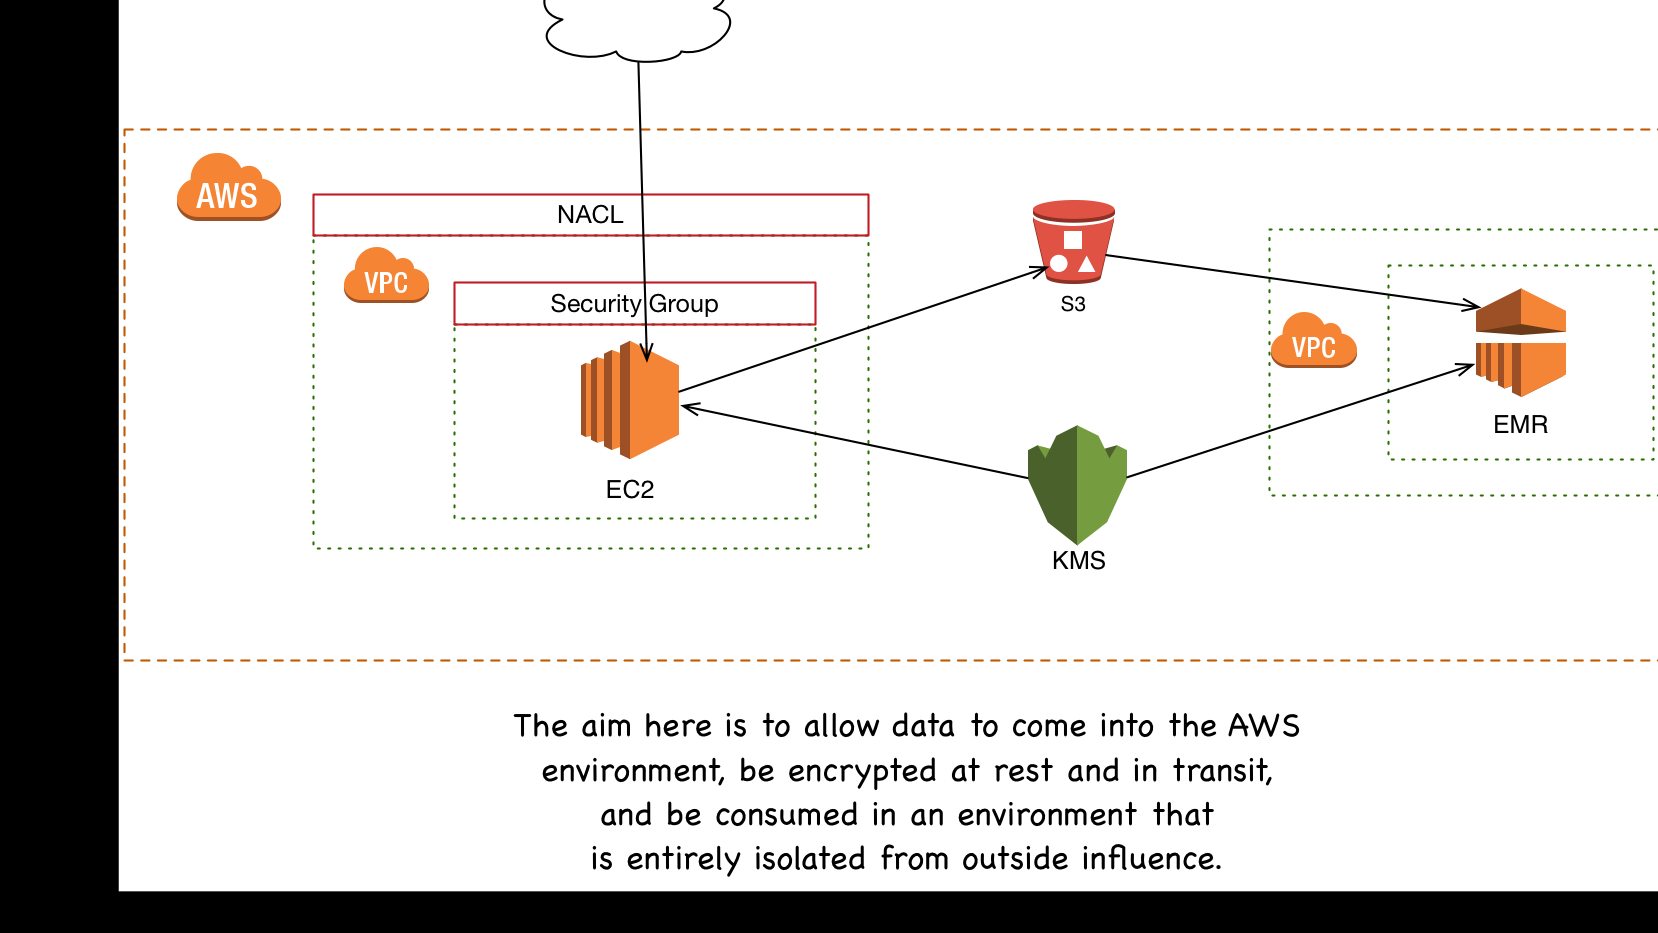 AWS
NACL
VPC
Security Group
S3
VPC
EC2
EMR
KMS
The aim here is to allow data to come into the AWS
environment, be encrypted at rest and in transit,
and be consumed in an environment that
is entirely isolated from outside influence.